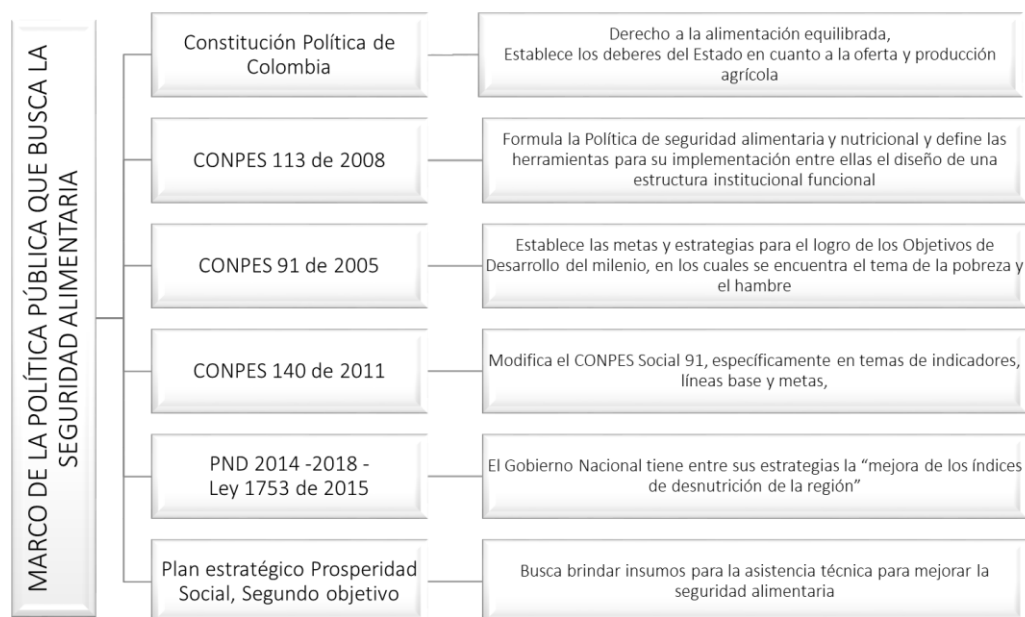 MARCO DE LA POLÍTICA PÚBLICA QUE BUSCA LA
SEGURIDAD ALIMENTARIA
Constitución Política de
Colombia
Derecho a la alimentación equilibrada,
Establece los deberes del Estado en cuanto a la oferta y producción
agrícola
CONPES 113 de 2008
Formula la Política de seguridad alimentaria y nutricional y define las
herramientas para su implementación entre ellas el diseño de una
estructura institucional funcional
CONPES 91 de 2005
Establece las metas y estrategias para el logro de los Objetivos de
Desarrollo del milenio, en los cuales se encuentra el tema de la pobreza y
el hambre
CONPES 140 de 2011
Modifica el CONPES Social 91, específicamente en temas de indicadores,
líneas base y metas,
PND 2014 -2018 -
Ley 1753 de 2015
El Gobierno Nacional tiene entre sus estrategias la “mejora de los índices
de desnutrición de la región”
Plan estratégico Prosperidad
Social, Segundo objetivo
Busca brindar insumos para la asistencia técnica para mejorar la
seguridad alimentaria